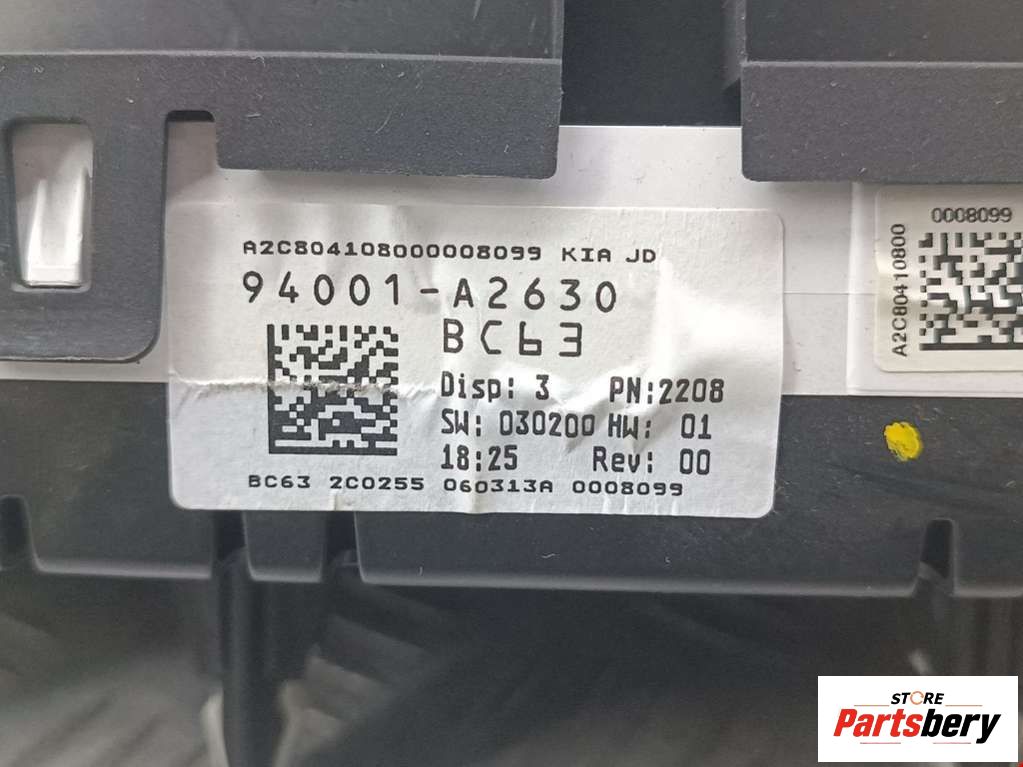 A2C804108000008099 KIA JD
94001-A2630
BC63
Disp: 3 PN:2208
SW: 030200 HW: 01
18:25 Rev: 00
BC63 2C0255 060313A 0008099
0008099
A2C80410800
STORE
Partsbery